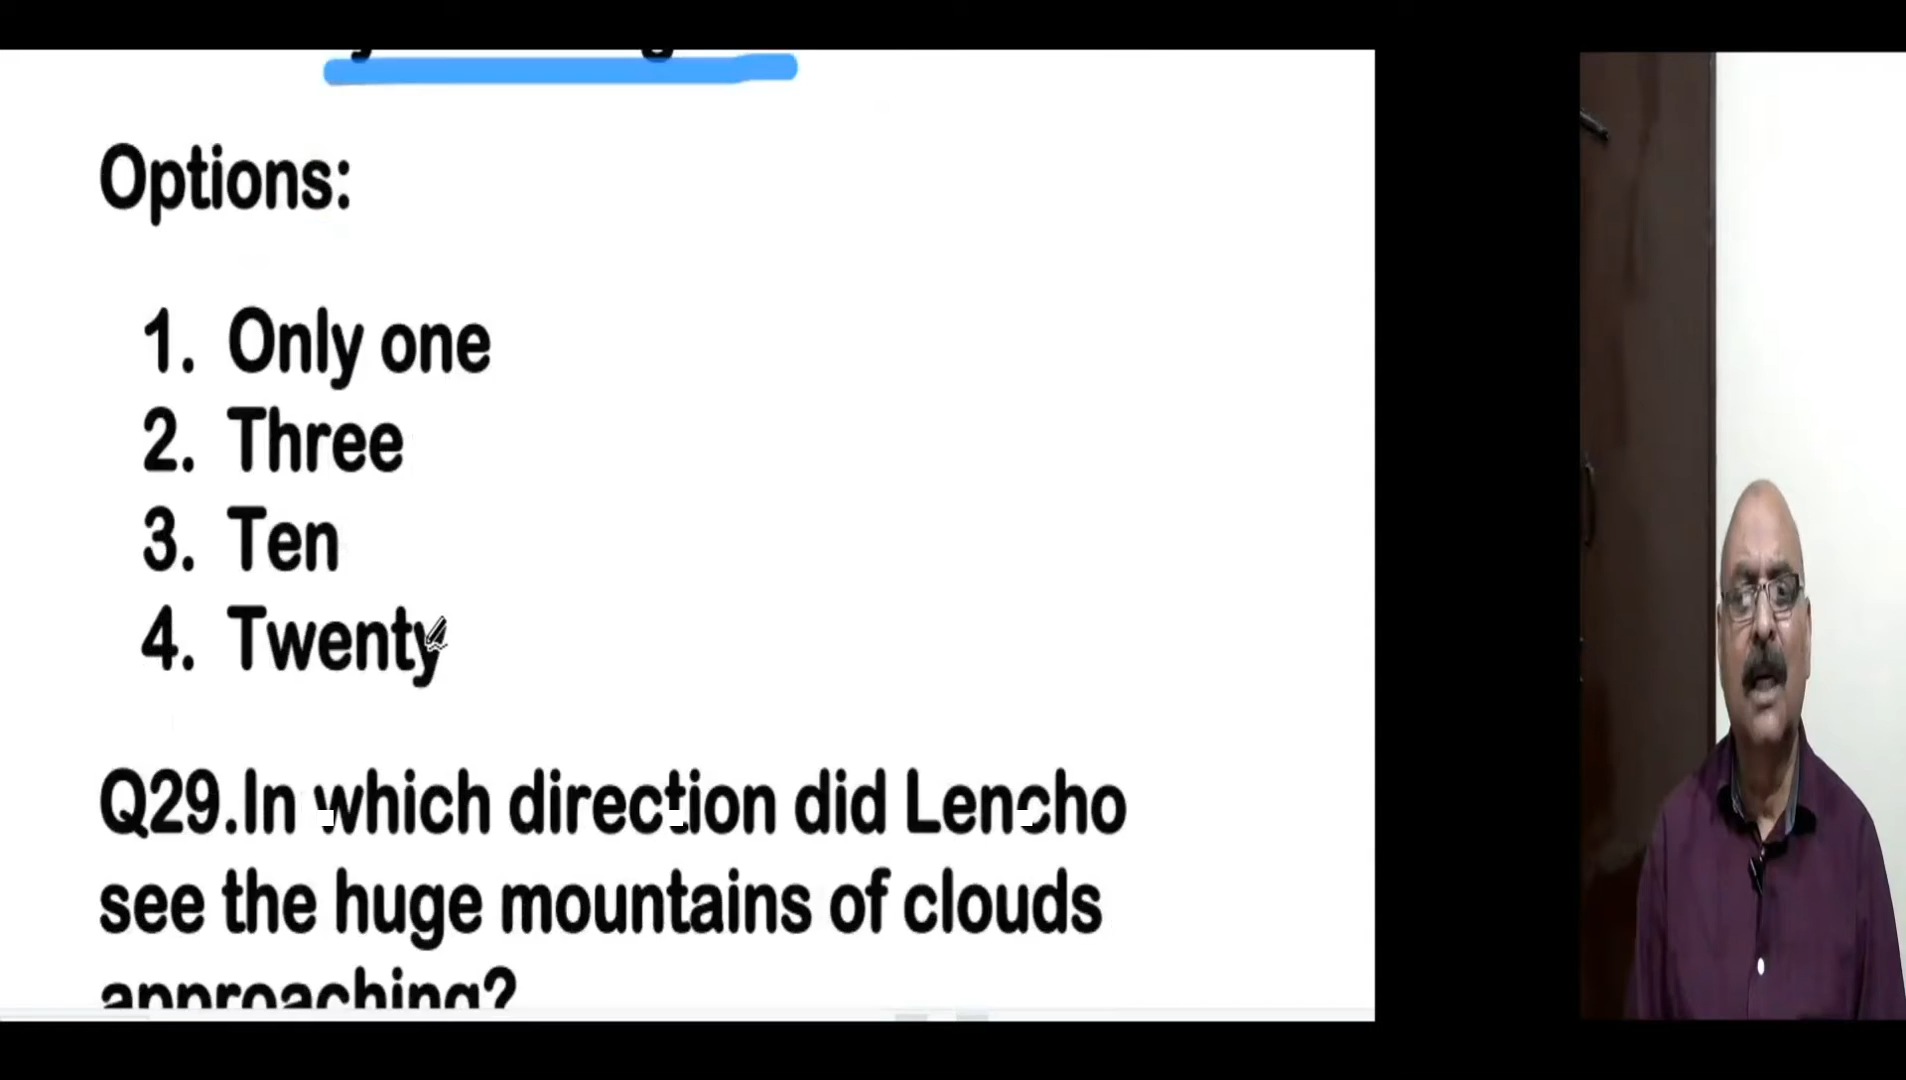 Options:
1. Only one
2. Three
3. Ten
4. Twenty
Q29.In which direction did Lencho
see the huge mountains of clouds
approaching?